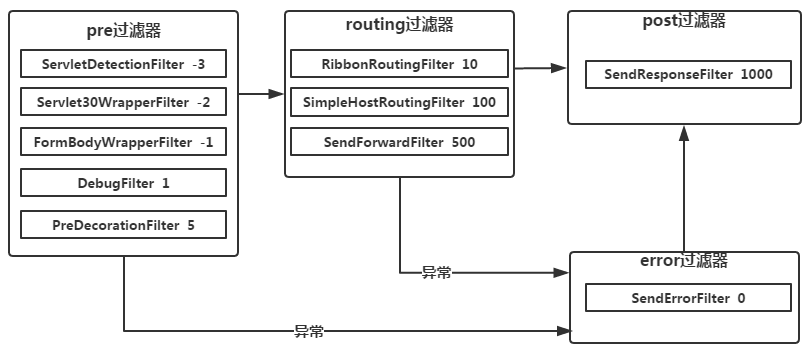 pre过滤器
ServletDetectionFilter -3
Servlet30WrapperFilter -2
FormBodyWrapperFilter -1
DebugFilter 1
PreDecorationFilter 5
routing过滤器
RibbonRoutingFilter 10
SimpleHostRoutingFilter 100
SendForwardFilter 500
post过滤器
SendResponseFilter 1000
异常
error过滤器
SendErrorFilter 0
异常